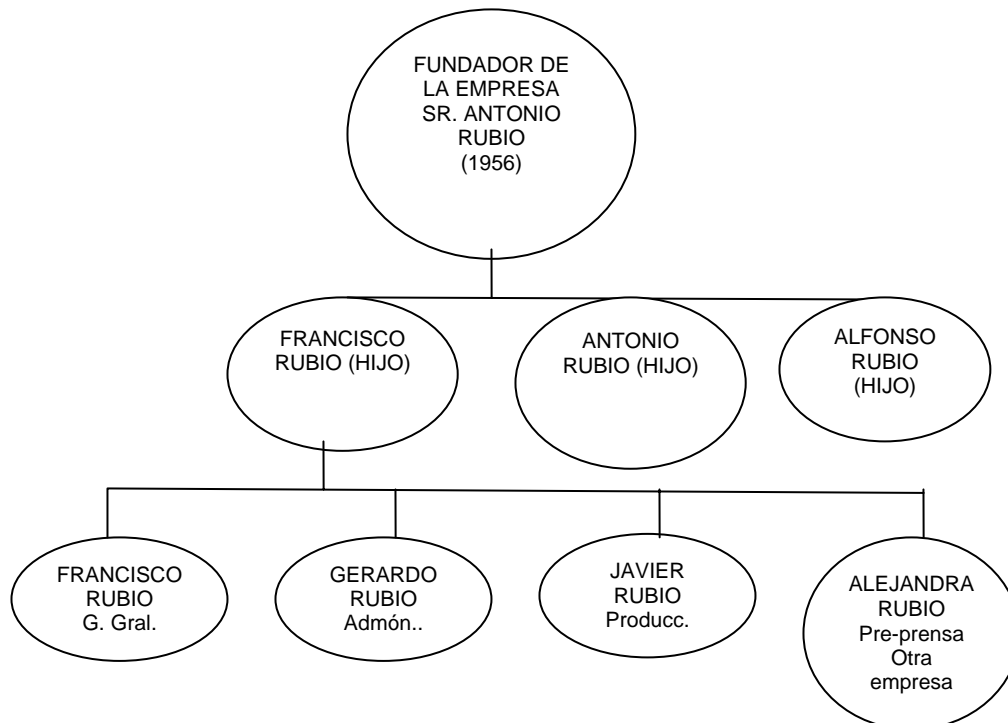 FUNDADOR DE
LA EMPRESA
SR. ANTONIO
RUBIO
(1956)
FRANCISCO
RUBIO (HIJO)
ANTONIO
RUBIO (HIJO)
ALFONSO
RUBIO
(HIJO)
FRANCISCO
RUBIO
G. Gral.
GERARDO
RUBIO
Admón..
JAVIER
RUBIO
Producc.
ALEJANDRA
RUBIO
Pre-prensa
Otra
empresa